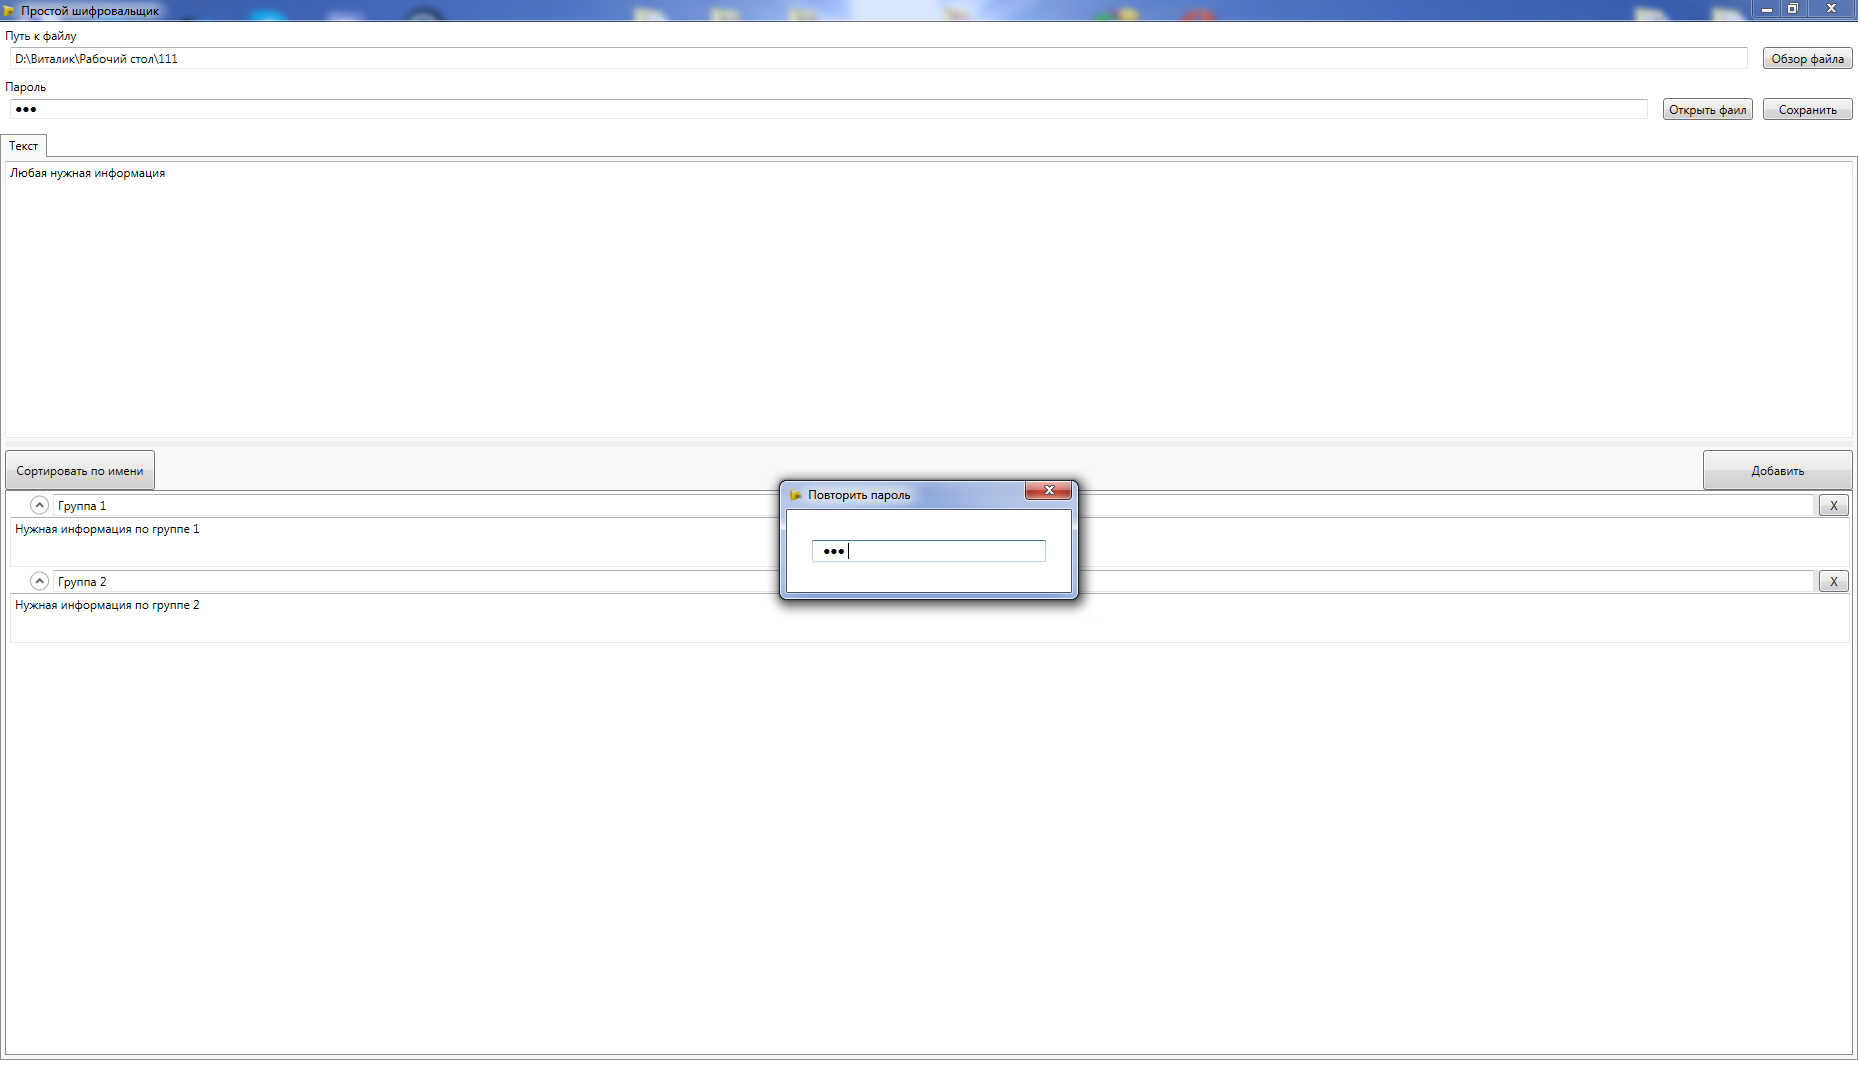 Простой шифровальщик
Путь к файлу
D:\Виталик\Рабочий стол\111
Обзор файла
Пароль
●●●
Открыть фаил
Сохранить
Текст
Любая нужная информация
Сортировать по имени
Добавить
Группа 1
X
Нужная информация по группе 1
Группа 2
X
Нужная информация по группе 2
Повторить пароль
●●●